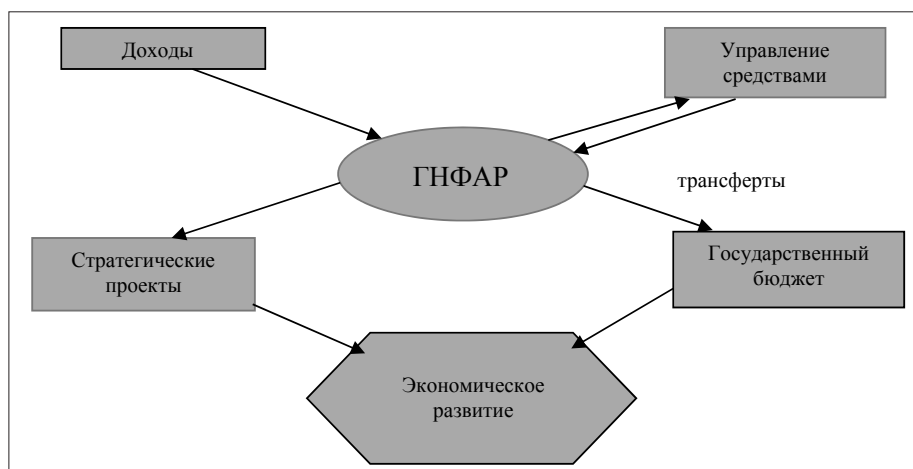 Доходы
Управление
средствами
ГНФАР
трансферты
Стратегические
проекты
Государственный
бюджет
Экономическое
развитие